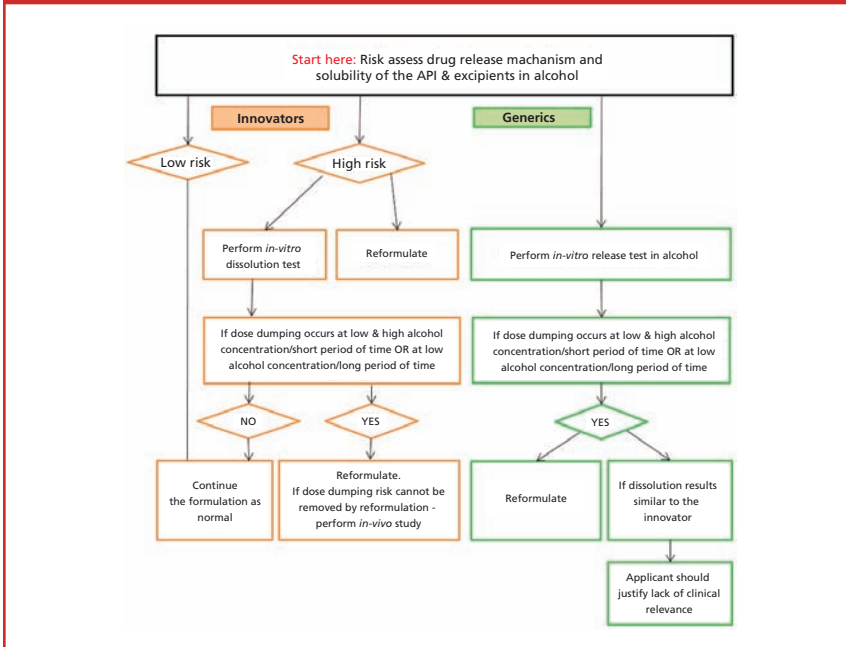 Start here: Risk assess drug release machanism and
solubility of the API & excipients in alcohol
Innovators
Generics
Low risk
High risk
Perform in-vitro
dissolution test
Reformulate
Perform in-vitro release test in alcohol
If dose dumping occurs at low & high alcohol
concentration/short period of time OR at low
alcohol concentration/long period of time
If dose dumping occurs at low & high alcohol
concentration/short period of time OR at low
alcohol concentration/long period of time
NO
YES
YES
Continue
the formulation as
normal
Reformulate.
If dose dumping risk cannot be
removed by reformulation -
perform in-vivo study
Reformulate
If dissolution results
similar to the
innovator
Applicant should
justify lack of clinical
relevance